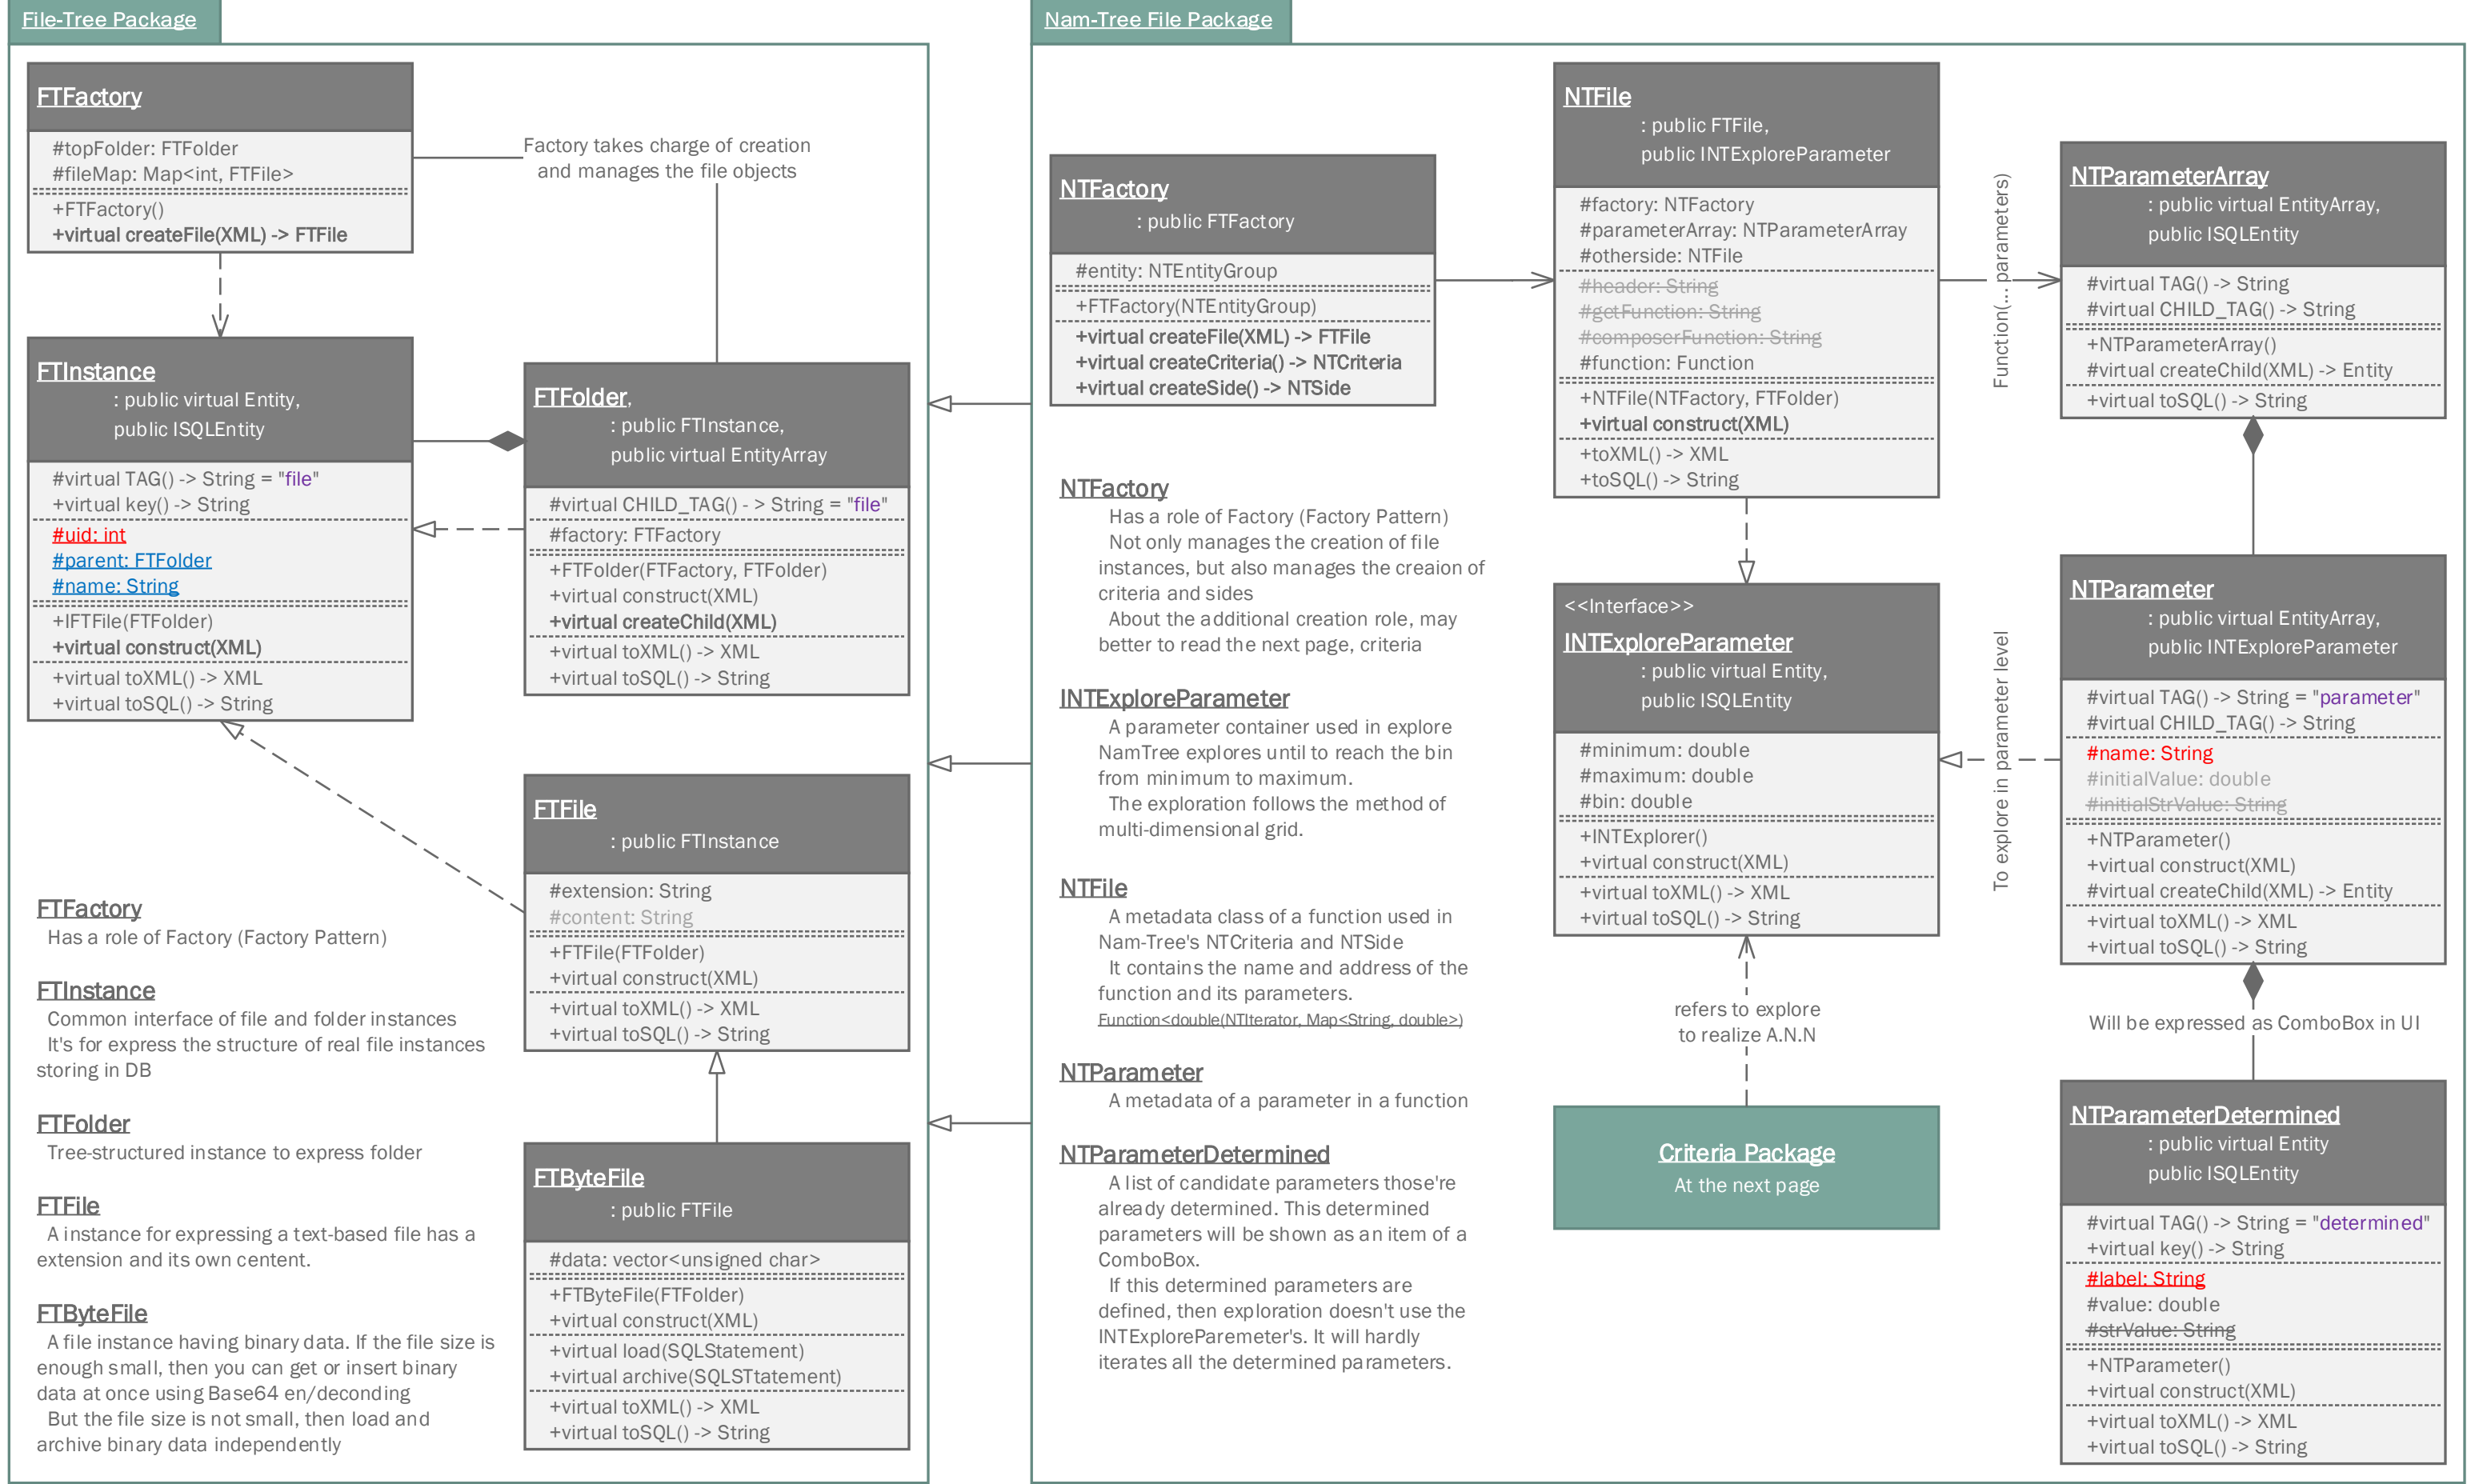 File-Tree Package
FTFactory
#topFolder: FTFolder
#fileMap: Map<int, FTFile>
+FTFactory()
+virtual createFile(XML) -> FTFile
Factory takes charge of creation
and manages the file objects
FTInstance
: public virtual Entity,
public ISQLEntity
#virtual TAG() -> String = "file"
+virtual key() -> String
#uid: int
#parent: FTFolder
#name: String
+IFTFile(FTFolder)
+virtual construct(XML)
+virtual toXML() -> XML
+virtual toSQL() -> String
FTFolder,
: public FTInstance,
public virtual EntityArray
#virtual CHILD_TAG() - > String = "file"
#factory: FTFactory
+FTFolder(FTFactory, FTFolder)
+virtual construct(XML)
+virtual createChild(XML)
+virtual toXML() -> XML
+virtual toSQL() -> String
FTFile
: public FTInstance
#extension: String
#content: String
+FTFile(FTFolder)
+virtual construct(XML)
+virtual toXML() -> XML
+virtual toSQL() -> String
FTByteFile
: public FTFile
#data: vector<unsigned char>
+FTByteFile(FTFolder)
+virtual construct(XML)
+virtual load(SQLStatement)
+virtual archive(SQLSTtatement)
+virtual toXML() -> XML
+virtual toSQL() -> String
FTFactory
Has a role of Factory (Factory Pattern)
FTInstance
Common interface of file and folder instances
It's for express the structure of real file instances
storing in DB
FTFolder
Tree-structured instance to express folder
FTFile
A instance for expressing a text-based file has a
extension and its own centent.
FTByteFile
A file instance having binary data. If the file size is
enough small, then you can get or insert binary
data at once using Base64 en/deconding
But the file size is not small, then load and
archive binary data independently
Nam-Tree File Package
NTFactory
: public FTFactory
#entity: NTEntityGroup
+FTFactory(NTEntityGroup)
+virtual createFile(XML) -> FTFile
+virtual createCriteria() -> NTCriteria
+virtual createSide() -> NTSide
NTFactory
Has a role of Factory (Factory Pattern)
Not only manages the creation of file
instances, but also manages the creaion of
criteria and sides
About the additional creation role, may
better to read the next page, criteria
INTExploreParameter
A parameter container used in explore
NamTree explores until to reach the bin
from minimum to maximum.
The exploration follows the method of
multi-dimensional grid.
NTFile
A metadata class of a function used in
Nam-Tree's NTCriteria and NTSide
It contains the name and address of the
function and its parameters.
Function<double(NTIterator, Map<String, double>)
NTParameter
A metadata of a parameter in a function
NTParameterDetermined
A list of candidate parameters those're
already determined. This determined
parameters will be shown as an item of a
ComboBox.
If this determined parameters are
defined, then exploration doesn't use the
INTExploreParemeter's. It will hardly
iterates all the determined parameters.
NTFile
: public FTFile,
public INTExploreParameter
#factory: NTFactory
#parameterArray: NTParameterArray
#otherside: NTFile
#header: String
#getFunction: String
#composerFunction: String
#function: Function
+NTFile(NTFactory, FTFolder)
+virtual construct(XML)
+toXML() -> XML
+toSQL() -> String
<<Interface>>
INTExploreParameter
: public virtual Entity,
public ISQLEntity
#minimum: double
#maximum: double
#bin: double
+INTExplorer()
+virtual construct(XML)
+virtual toXML() -> XML
+virtual toSQL() -> String
refers to explore
to realize A.N.N
Criteria Package
At the next page
Function(... parameters)
To explore in parameter level
NTParameterArray
: public virtual EntityArray,
public ISQLEntity
#virtual TAG() -> String
#virtual CHILD_TAG() -> String
+NTParameterArray()
#virtual createChild(XML) -> Entity
+virtual toSQL() -> String
NTParameter
: public virtual EntityArray,
public INTExploreParameter
#virtual TAG() -> String = "parameter"
#virtual CHILD_TAG() -> String
#name: String
#initialValue: double
#initialStrValue: String
+NTParameter()
+virtual construct(XML)
#virtual createChild(XML) -> Entity
+virtual toXML() -> XML
+virtual toSQL() -> String
Will be expressed as ComboBox in UI
NTParameterDetermined
: public virtual Entity
public ISQLEntity
#virtual TAG() -> String = "determined"
+virtual key() -> String
#label: String
#value: double
#strValue: String
+NTParameter()
+virtual construct(XML)
+virtual toXML() -> XML
+virtual toSQL() -> String